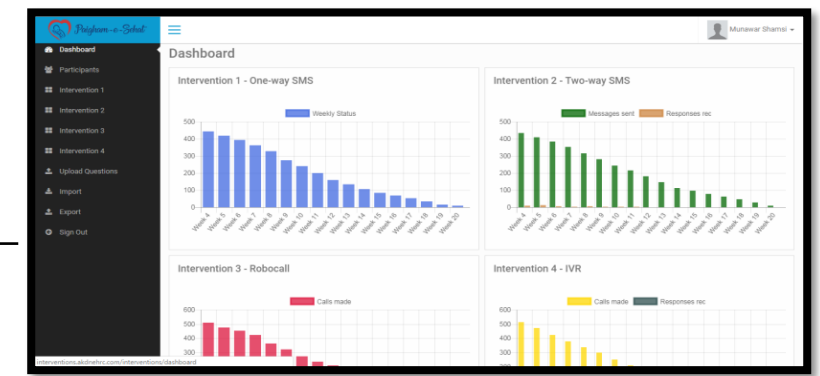 Paigham-e-Sehat
Munawar Shamsi
Dashboard
Participants
Intervention 1
Intervention 2
Intervention 3
Intervention 4
Upload Questions
Import
Export
Sign Out
Dashboard
Intervention 1 - One-way SMS
Weekly Status
500
400
300
200
100
0
Week 4
Week 5
Week 6
Week 7
Week 8
Week 9
Week 10
Week 11
Week 12
Week 13
Week 14
Week 15
Week 16
Week 17
Week 18
Week 19
Week 20
Intervention 2 - Two-way SMS
Messages sent Responses rec
500
400
300
200
100
0
Week 4
Week 5
Week 6
Week 7
Week 8
Week 9
Week 10
Week 11
Week 12
Week 13
Week 14
Week 15
Week 16
Week 17
Week 18
Week 19
Week 20
Intervention 3 - Robocall
Calls made
600
500
400
300
Intervention 4 - IVR
Calls made Responses rec
600
500
400
300
200
interventions.akdnehrc.com/interventions/dashboard